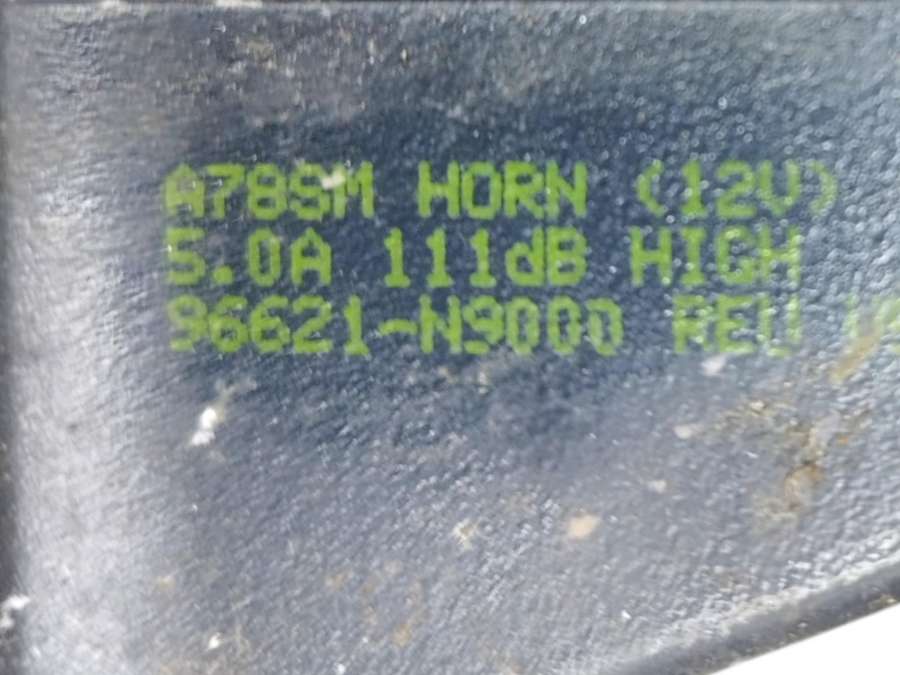 A78SM HORN (12V)
5.0A 111dB HIGH
96621-N9000 REV